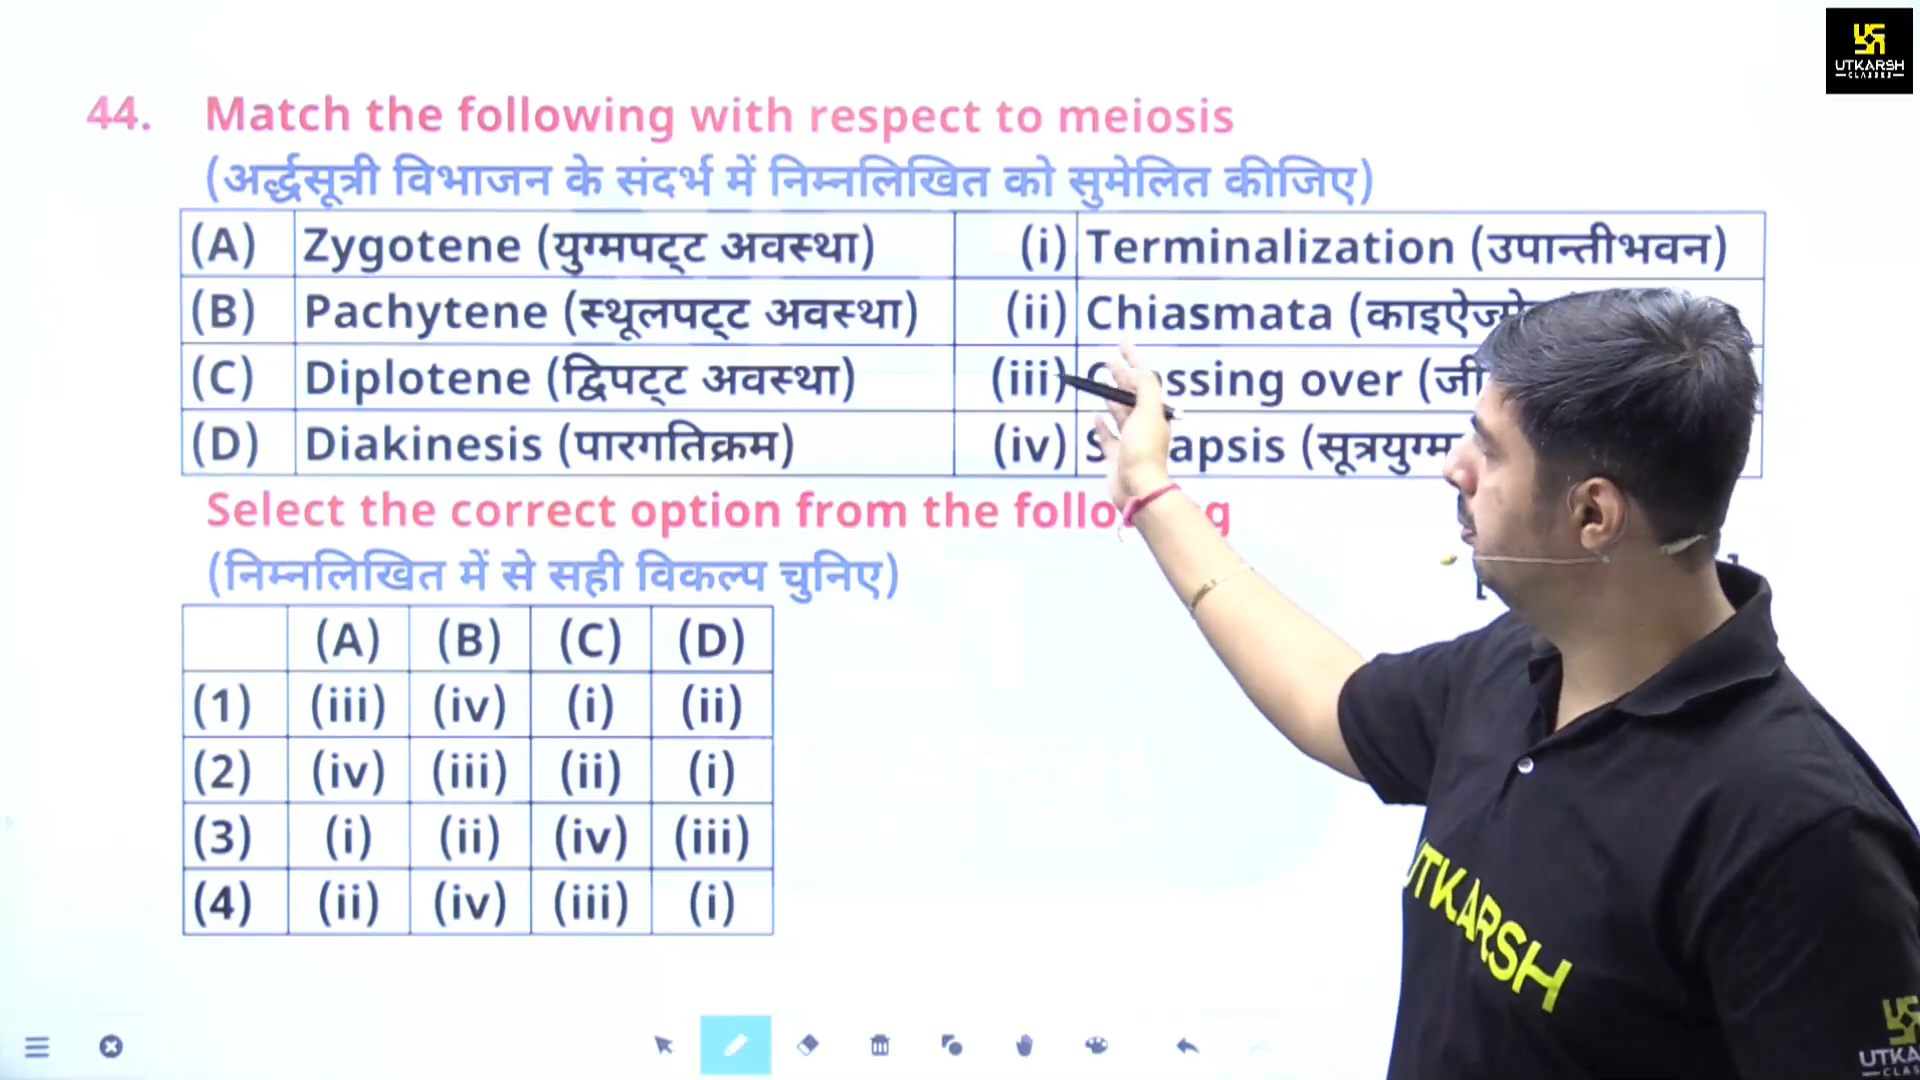 UTKARSH
CLASSES
44. Match the following with respect to meiosis
(अर्द्धसूत्री विभाजन के संदर्भ में निम्नलिखित को सुमेलित कीजिए)
(A) Zygotene (युग्मपट्ट अवस्था) (i) Terminalization (उपान्तीभवन)
(B) Pachytene (स्थूलपट्ट अवस्था) (ii) Chiasmata
(C) Diplotene (द्विपट्ट अवस्था) (iii) over
(D) Diakinesis (पारगतिक्रम) (iv)
Select the correct option from the
(निम्नलिखित में से सही विकल्प चुनिए)
(A) (B) (C) (D)
(1) (iii) (iv) (i) (ii)
(2) (iv) (iii) (ii) (i)
(3) (i) (ii) (iv) (iii)
(4) (ii) (iv) (iii) (i)
UTKARSH